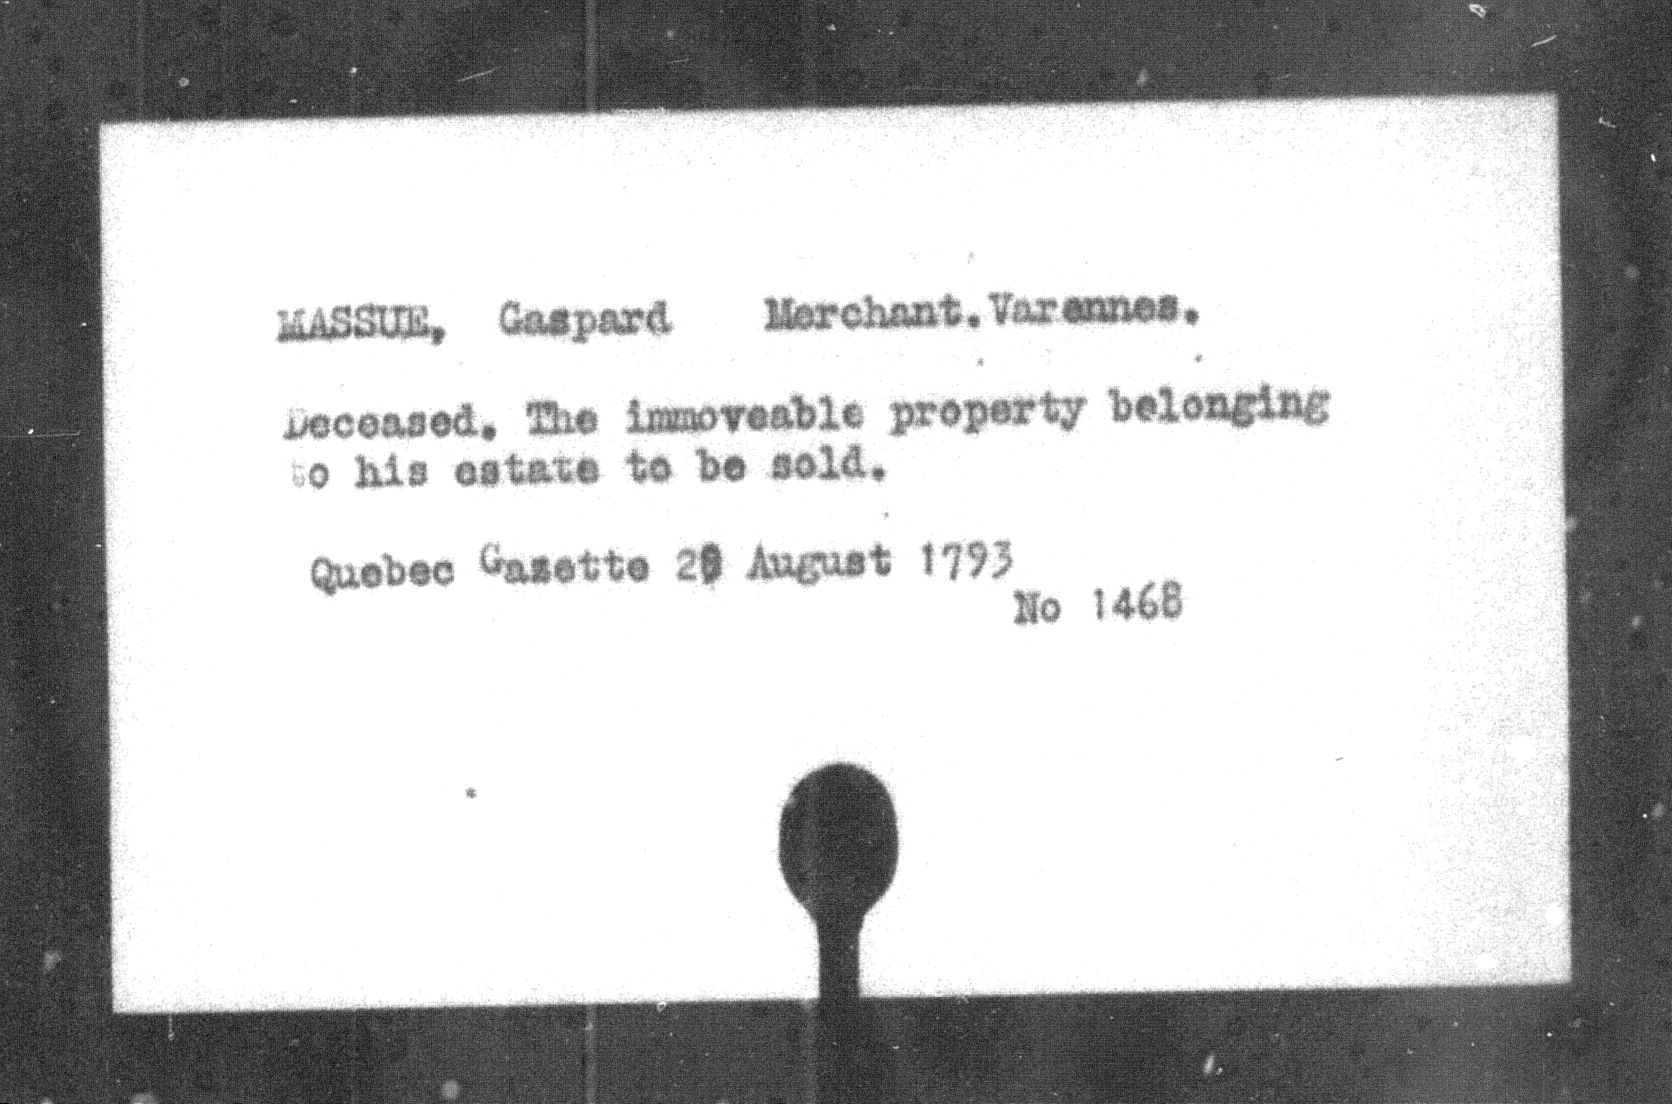 MASSUE, Gaspard Merchant. Varennes.
Deceased. The immoveable property belonging
to his estate to be sold.
Quebec Gazette August 1793
No 1468